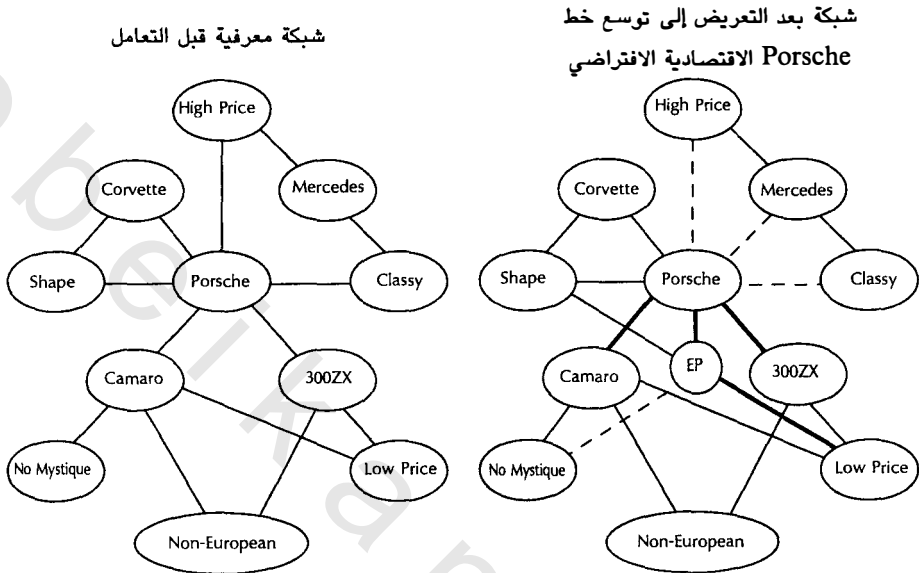 شبكة معرفية قبل التعامل
High Price
Corvette
Mercedes
Shape
Porsche
Classy
Camaro
300ZX
No Mystique
Low Price
Non-European
شبكة بعد التعريض إلى توسع خط
Porsche الاقتصادية الافتراضي
High Price
Corvette
Mercedes
Shape
Porsche
Classy
Camaro
EP
300ZX
No Mystique
Low Price
Non-European